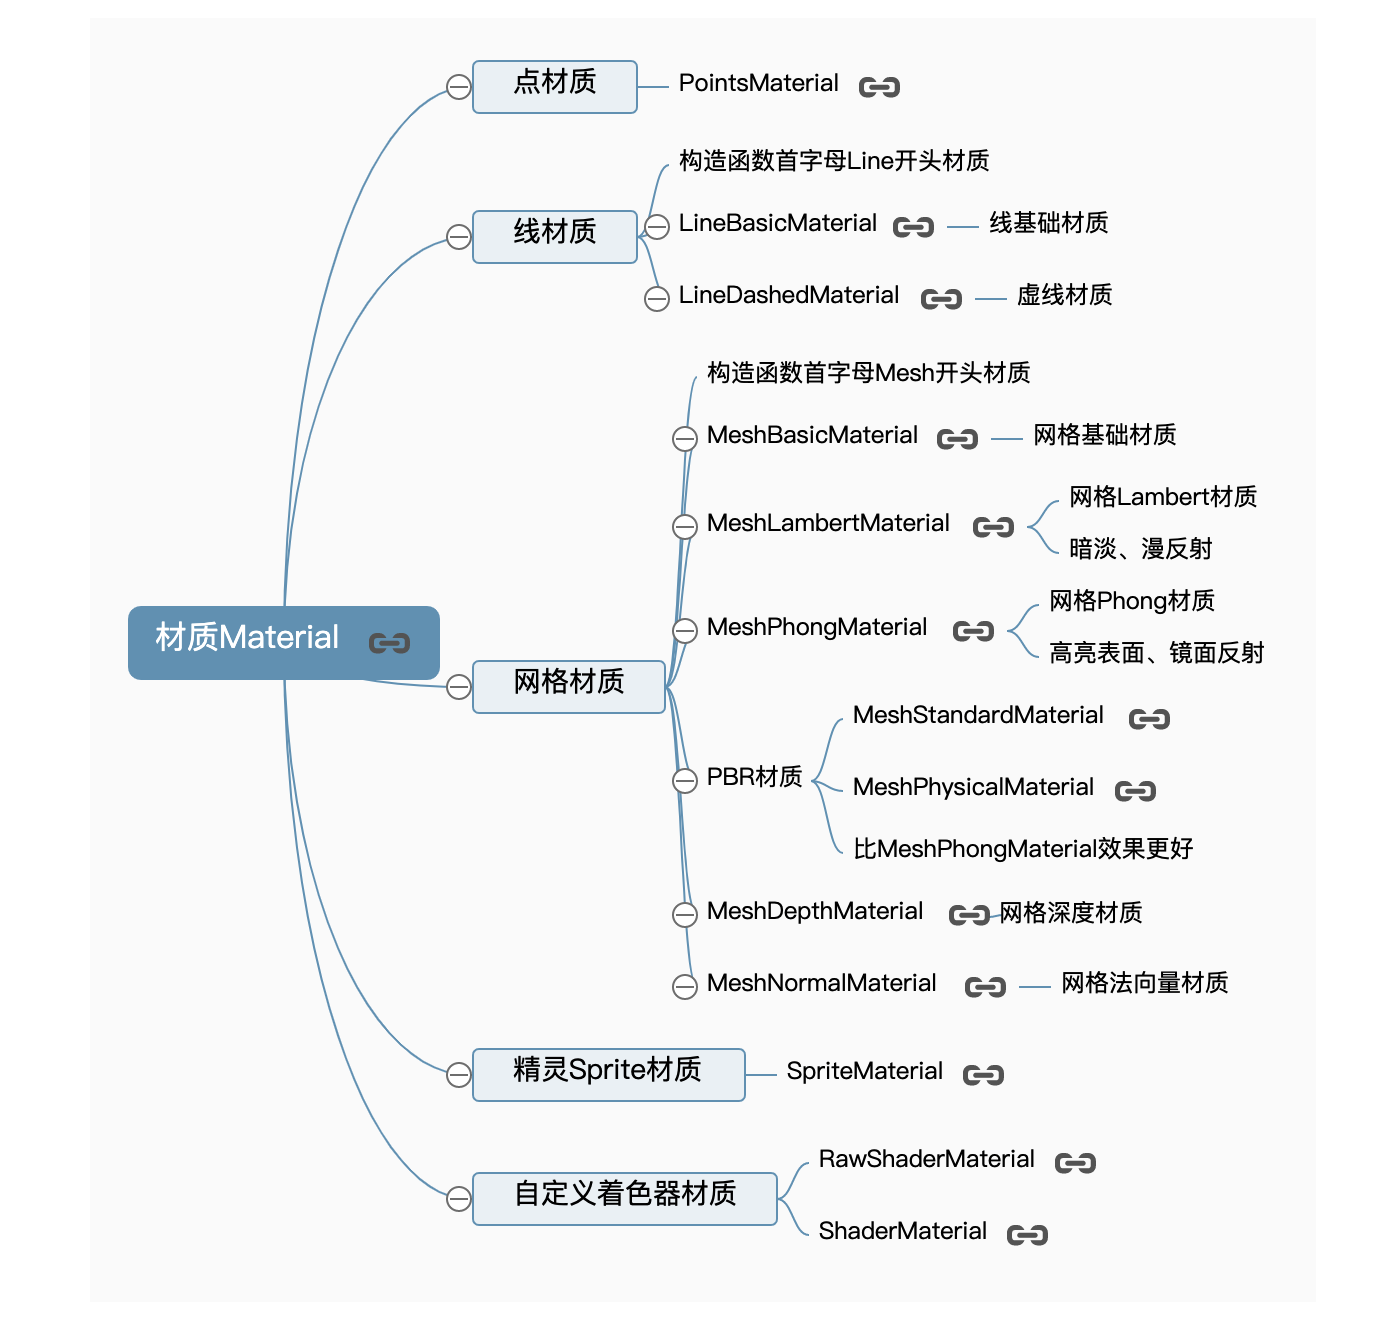 点材质
PointsMaterial
构造函数首字母Line开头材质
线材质
LineBasicMaterial
线基础材质
LineDashedMaterial
虚线材质
构造函数首字母Mesh开头材质
MeshBasicMaterial
网格基础材质
MeshLambertMaterial
网格Lambert材质
暗淡、漫反射
MeshPhongMaterial
网格Phong材质
高亮表面、镜面反射
材质Material
网格材质
PBR材质
MeshStandardMaterial
MeshPhysicalMaterial
比MeshPhongMaterial效果更好
MeshDepthMaterial
网格深度材质
MeshNormalMaterial
网格法向量材质
精灵Sprite材质
SpriteMaterial
自定义着色器材质
RawShaderMaterial
ShaderMaterial